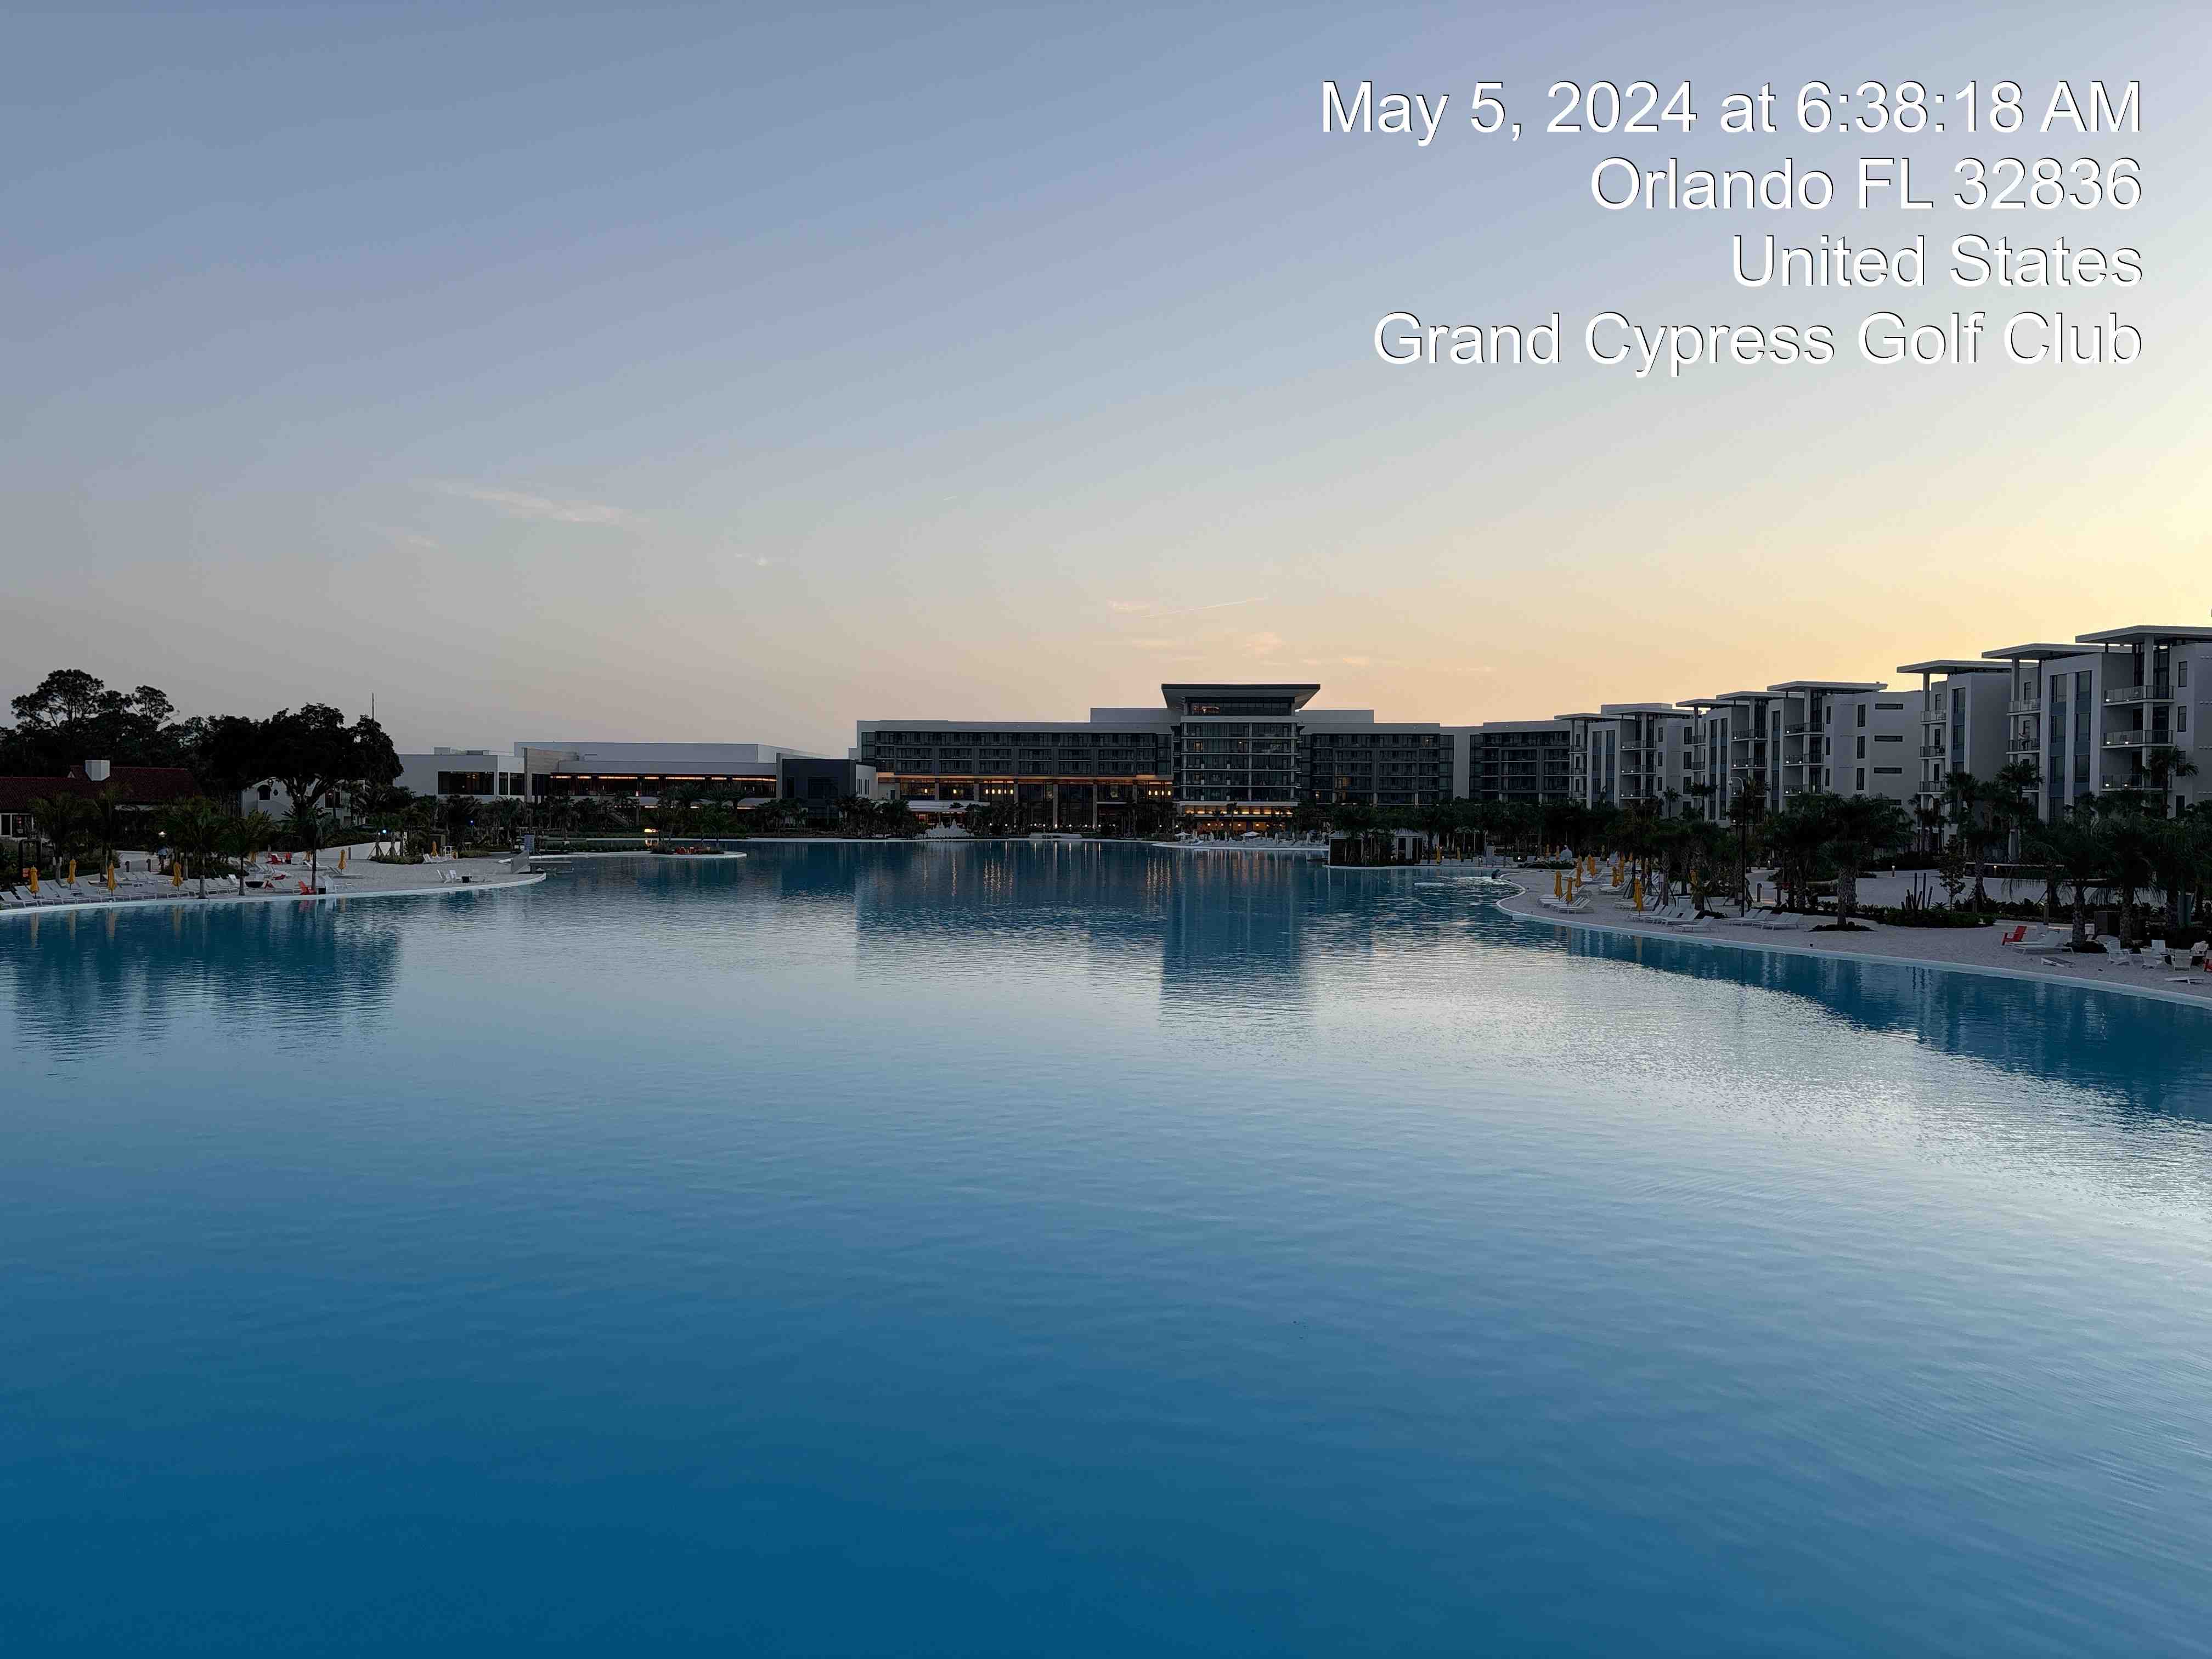 May 5, 2024 at 6:38:18 AM
Orlando FL 32836
United States
Grand Cypress Golf Club